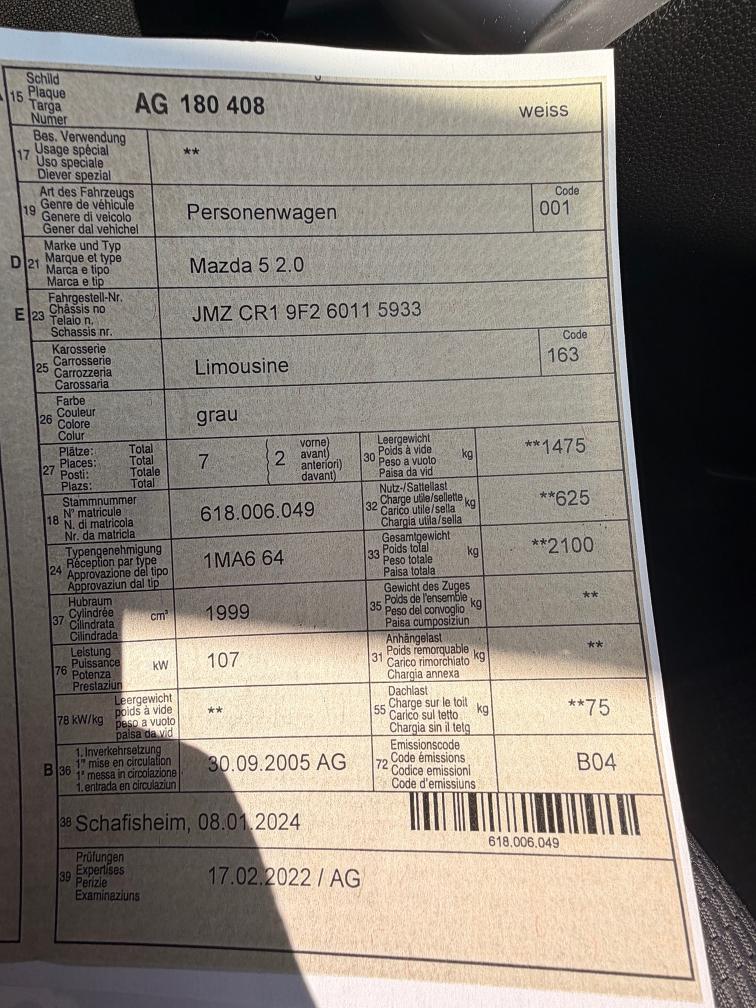 15 Schild
Plaque
Targa
Numer
AG 180 408 weiss
17 Bes. Verwendung
Usage spécial
Uso speciale
Diever spezial
**
19 Art des Fahrzeugs
Genre de véhicule
Genere di veicolo
Gener dal vehichel
Personenwagen
Code
001
D 21 Marke und Typ
Marque et type
Marca e tipo
Marca e tip
Mazda 5 2.0
E 23 Fahrgestell-Nr.
Châssis no
Telaio n.
Schassis nr.
JMZ CR1 9F2 6011 5933
25 Karosserie
Carrosserie
Carrozzeria
Carossaria
Limousine
Code
163
26 Farbe
Couleur
Colore
Colur
grau
27 Plätze: Total
Places: Total
Posti: Totale
Plazs: Total
7 2
vorne)
avant)
anteriori)
davant)
30 Leergewicht
Poids à vide
Peso a vuoto
Paisa da vid
kg **1475
18 Stammnummer
N° matricule
N. di matricola
Nr. da matricla
618.006.049
32 Nutz-/Sattellast
Charge utile/sellette
Carico utile/sella
Chargia utila/sella
kg **625
24 Typengenehmigung
Réception par type
Approvazione del tipo
Approvaziun dal tip
1MA6 64
33 Gesamtgewicht
Poids total
Peso totale
Paisa totala
kg **2100
37 Hubraum
Cylindrée
Cilindrata
Cilindrada
cm³ 1999
35 Gewicht des Zuges
Poids de l'ensemble
Peso del convoglio
Paisa cumposiziun
kg **
76 Leistung
Puissance
Potenza
Prestaziun
kW 107
31 Anhängelast
Poids remorquable
Carico rimorchiato
Chargia annexa
kg **
78 kW/kg Leergewicht
poids à vide
peso a vuoto
paisa da vid
**
55 Dachlast
Charge sur le toit
Carico sul tetto
Chargia sin il tetg
kg **75
B 36 1. Inverkehrsetzung
1re mise en circulation
1a messa in circolazione
1. entrada en circulaziun
30.09.2005 AG
72 Emissionscode
Code émissions
Codice emissioni
Code d'emissiuns
B04
38 Schafisheim, 08.01.2024
618.006.049
39 Prüfungen
Expertises
Perizie
Examinaziuns
17.02.2022 / AG